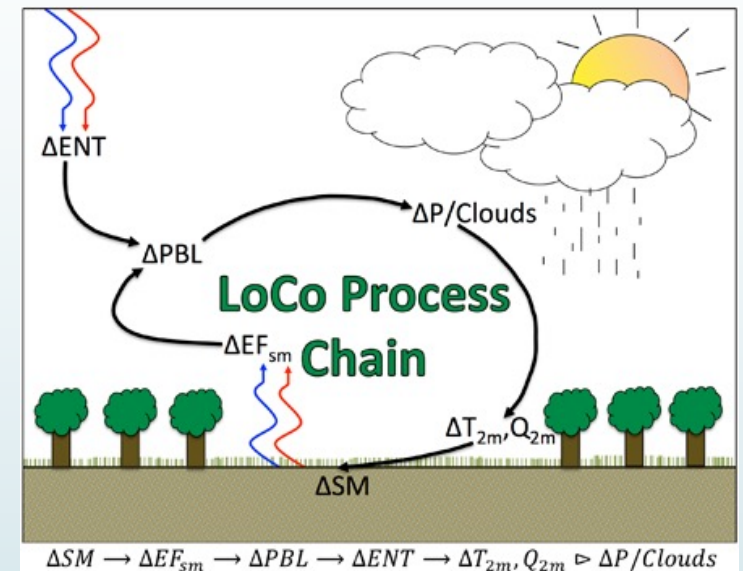 ΔENT
ΔP/Clouds
ΔPBL
LoCo Process
Chain
ΔEFsm
ΔT2m,Q2m
ΔSM
ΔSM → ΔEFsm → ΔPBL → ΔENT → ΔT2m, Q2m ⊳ ΔP/Clouds